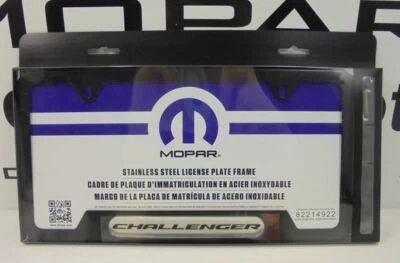 MOPAR
MOPAR
STAINLESS STEEL LICENSE PLATE FRAME
CADRE DE PLAQUE D'IMMATRICULATION EN ACIER INOXYDABLE
MARCO DE LA PLACA DE MATRÍCULA DE ACERO INOXIDABLE
82214922
CHALLENGER